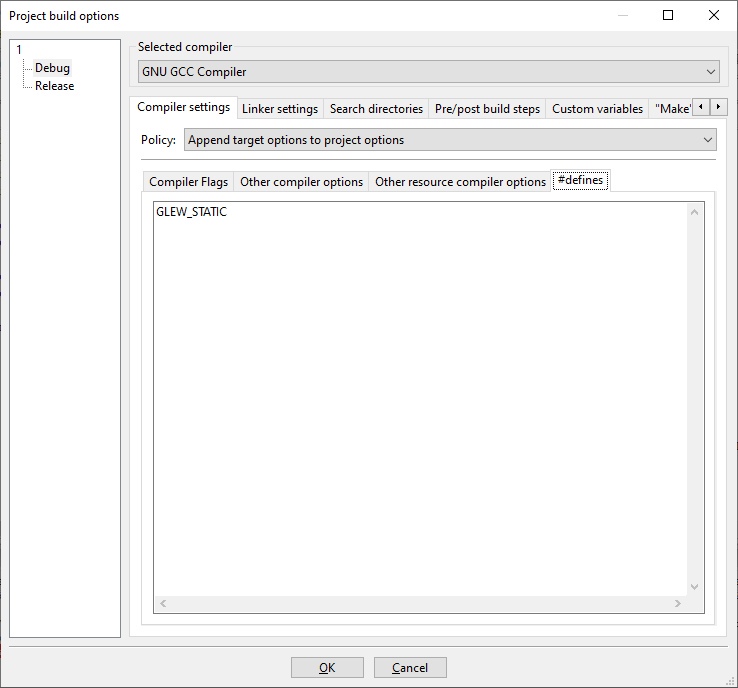 Project build options
1
Debug
Release
Selected compiler
GNU GCC Compiler
Compiler settings Linker settings Search directories Pre/post build steps Custom variables "Make"
Policy: Append target options to project options
Compiler Flags Other compiler options Other resource compiler options #defines
GLEW_STATIC
OK Cancel